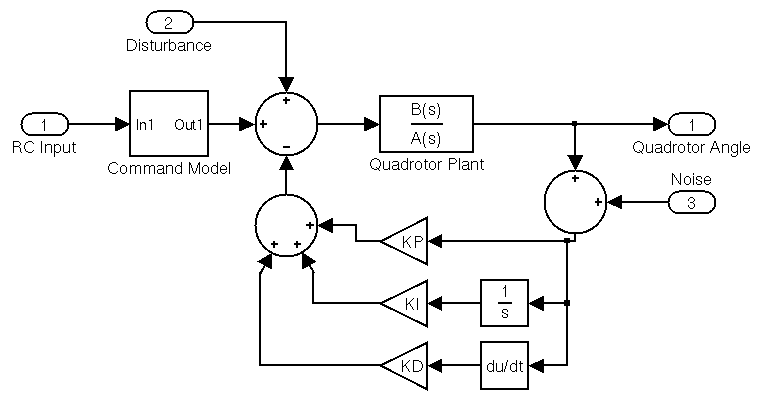 2
Disturbance
1
RC Input
In1 Out1
Command Model
+
+
−
B(s)
A(s)
Quadrotor Plant
1
Quadrotor Angle
+
+
Noise
3
+
+ +
KP
KI
1
s
KD
du/dt